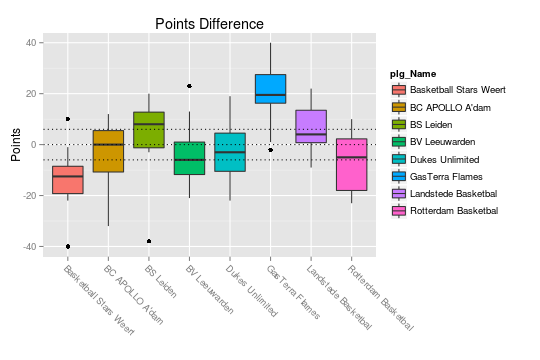 Points Difference
Points
40
20
0
-20
-40
Basketball Stars Weert
BC APOLLO A'dam
BS Leiden
BV Leeuwarden
Dukes Unlimited
GasTerra Flames
Landstede Basketbal
Rotterdam Basketbal
plg_Name
Basketball Stars Weert
BC APOLLO A'dam
BS Leiden
BV Leeuwarden
Dukes Unlimited
GasTerra Flames
Landstede Basketbal
Rotterdam Basketbal